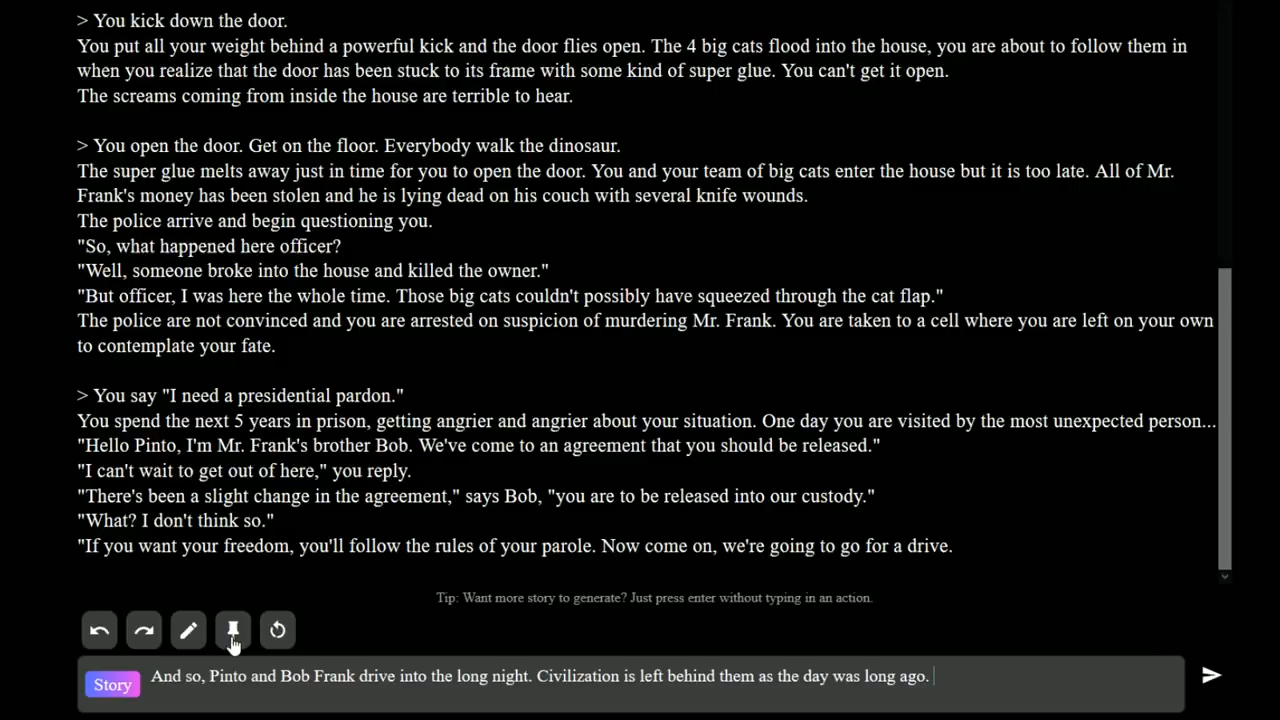 > You kick down the door.
You put all your weight behind a powerful kick and the door flies open. The 4 big cats flood into the house, you are about to follow them in
when you realize that the door has been stuck to its frame with some kind of super glue. You can't get it open.
The screams coming from inside the house are terrible to hear.
> You open the door. Get on the floor. Everybody walk the dinosaur.
The super glue melts away just in time for you to open the door. You and your team of big cats enter the house but it is too late. All of Mr.
Frank's money has been stolen and he is lying dead on his couch with several knife wounds.
The police arrive and begin questioning you.
"So, what happened here officer?
"Well, someone broke into the house and killed the owner."
"But officer, I was here the whole time. Those big cats couldn't possibly have squeezed through the cat flap."
The police are not convinced and you are arrested on suspicion of murdering Mr. Frank. You are taken to a cell where you are left on your own
to contemplate your fate.
> You say "I need a presidential pardon."
You spend the next 5 years in prison, getting angrier and angrier about your situation. One day you are visited by the most unexpected person...
"Hello Pinto, I'm Mr. Frank's brother Bob. We've come to an agreement that you should be released."
"I can't wait to get out of here," you reply.
"There's been a slight change in the agreement," says Bob, "you are to be released into our custody."
"What? I don't think so."
"If you want your freedom, you'll follow the rules of your parole. Now come on, we're going to go for a drive.
Tip: Want more story to generate? Just press enter without typing in an action.
Story And so, Pinto and Bob Frank drive into the long night. Civilization is left behind them as the day was long ago.